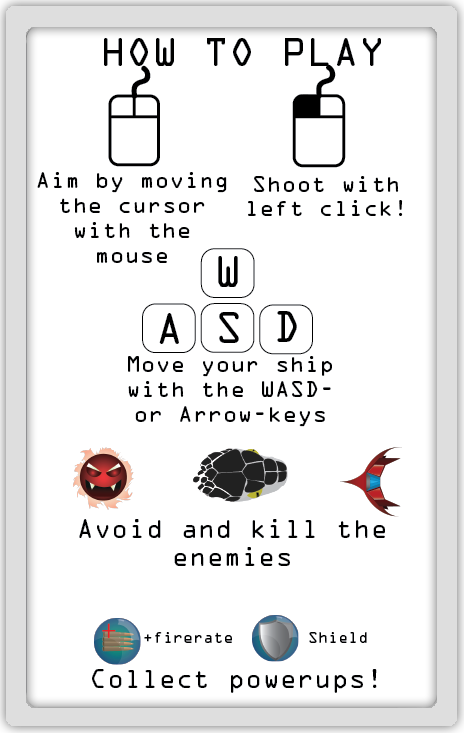 HOW TO PLAY
Aim by moving
the cursor
with the
mouse
Shoot with
left click!
W
A S D
Move your ship
with the WASD-
or Arrow-keys
Avoid and kill the
enemies
+firerate Shield
Collect powerups!